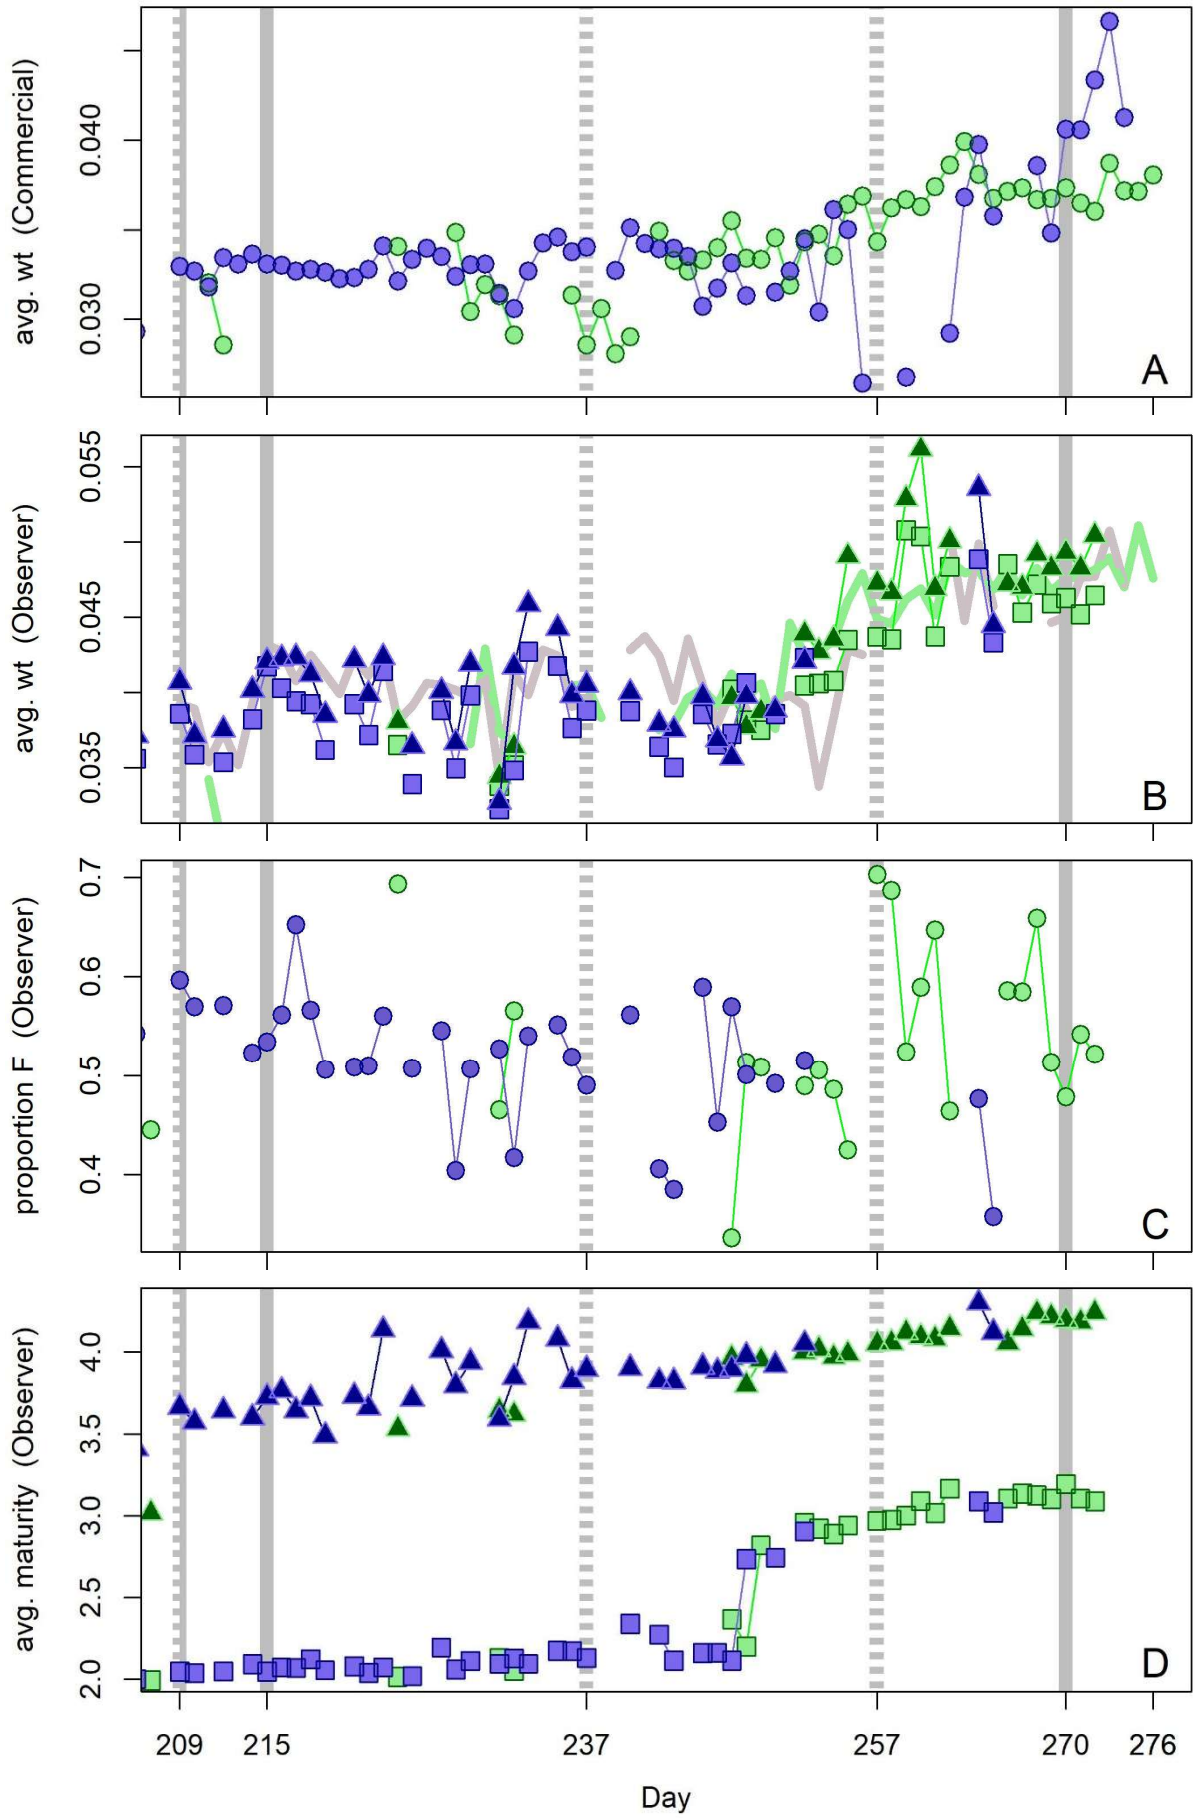 avg. wt (Commercial)
0.040
0.030
A
avg. wt (Observer)
0.055
0.045
0.035
B
proportion F (Observer)
0.7
0.6
0.5
0.4
C
avg. maturity (Observer)
4.0
3.5
3.0
2.5
2.0
D
209 215 237 257 270 276
Day